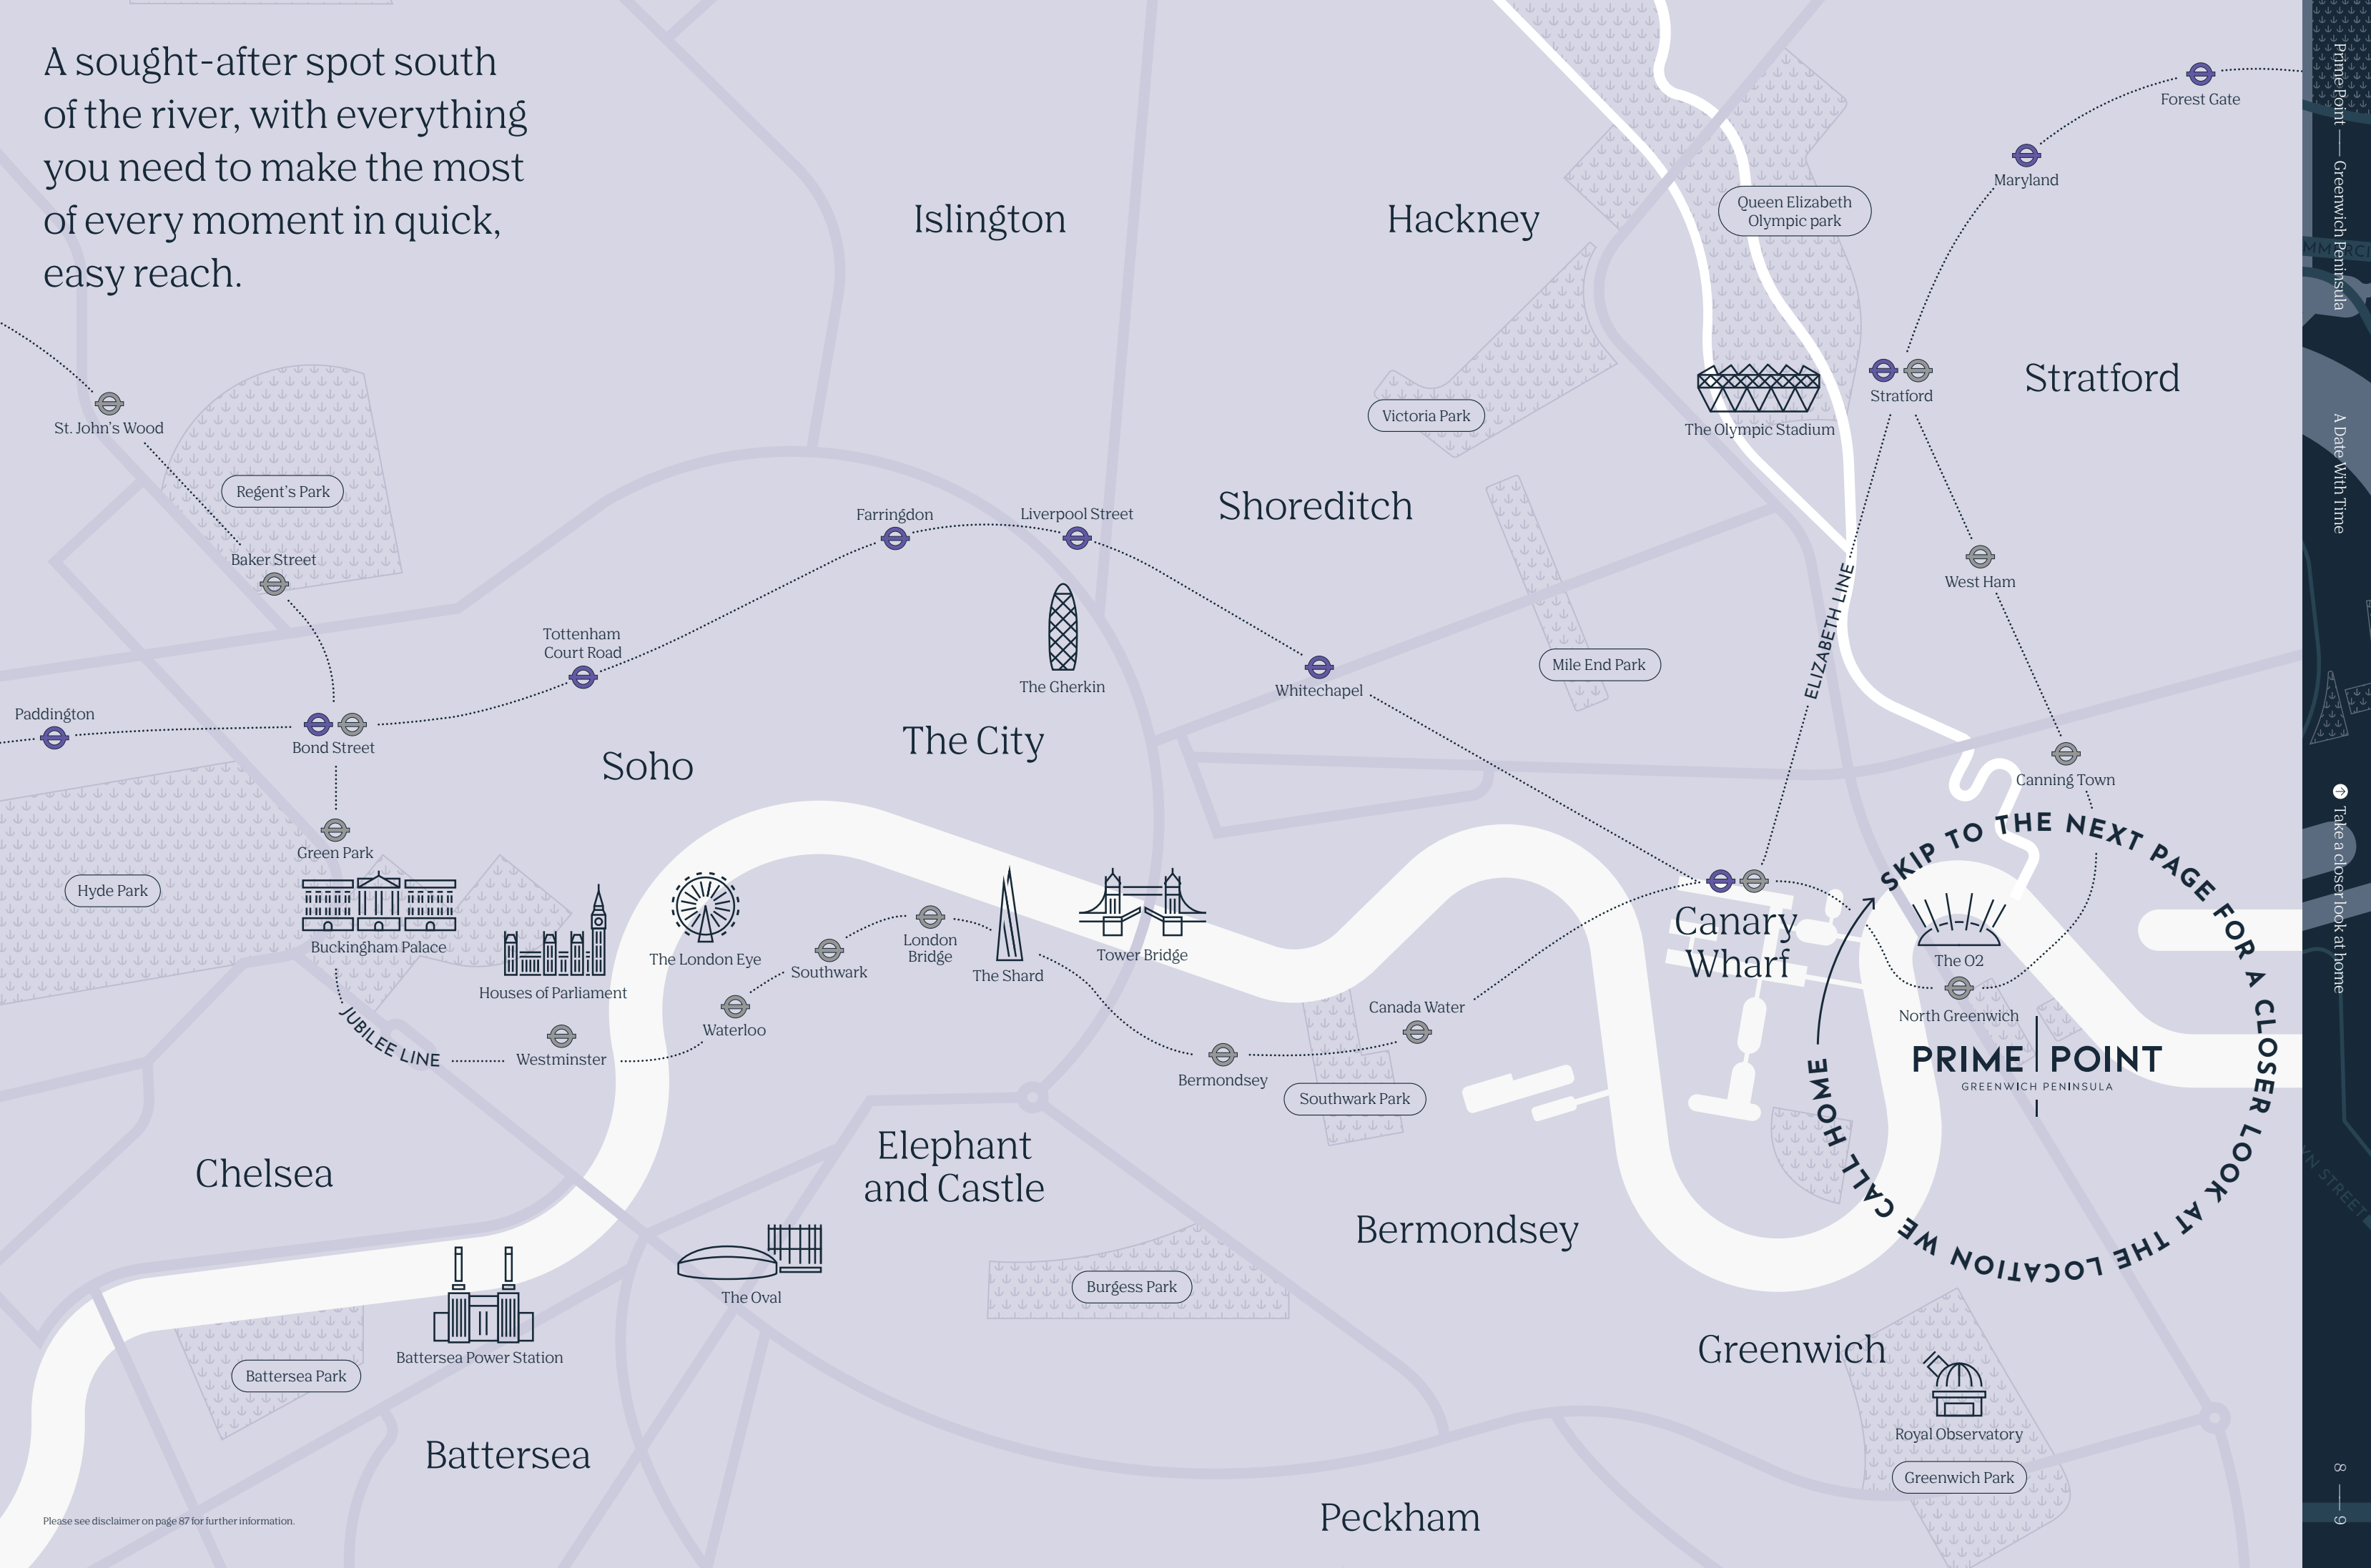 A sought-after spot south
of the river, with everything
you need to make the most
of every moment in quick,
easy reach.
Islington
Hackney
Queen Elizabeth
Olympic park
Forest Gate
Maryland
Stratford
Stratford
Victoria Park
The Olympic Stadium
St. John's Wood
Regent's Park
Baker Street
Farringdon
Liverpool Street
Shoreditch
ELIZABETH LINE
West Ham
Tottenham
Court Road
The Gherkin
Whitechapel
Mile End Park
Paddington
Bond Street
Soho
The City
Canning Town
Green Park
Hyde Park
Buckingham Palace
Houses of Parliament
The London Eye
Southwark
London
Bridge
The Shard
Tower Bridge
Canary
Wharf
The O2
North Greenwich
Canada Water
Waterloo
JUBILEE LINE
Westminster
Bermondsey
Southwark Park
PRIME POINT
GREENWICH PENINSULA
SKIP TO THE NEXT PAGE FOR A CLOSER LOOK AT THE LOCATION WE CALL HOME
Chelsea
Elephant
and Castle
Bermondsey
The Oval
Burgess Park
Battersea Power Station
Battersea Park
Greenwich
Royal Observatory
Greenwich Park
Battersea
Peckham
Please see disclaimer on page 87 for further information.
Prime Point — Greenwich Peninsula
A Date With Time
Take a closer look at home
8 — 9